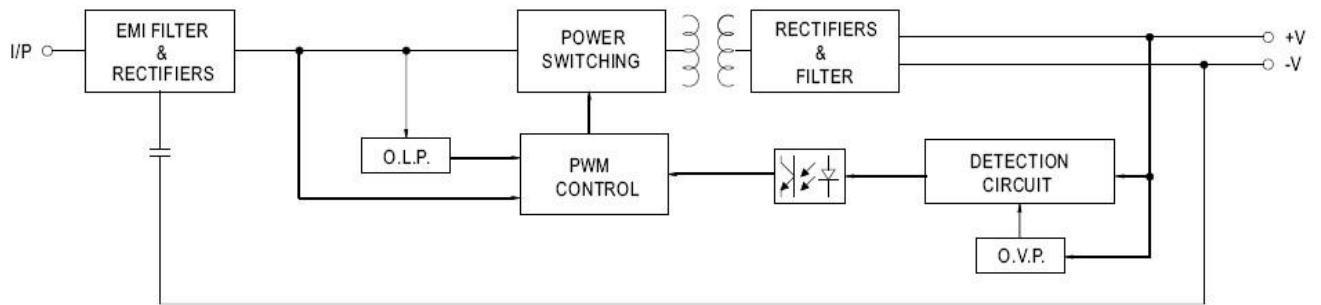 I/P
EMI FILTER
&
RECTIFIERS
POWER
SWITCHING
RECTIFIERS
&
FILTER
+V
-V
O.L.P.
PWM
CONTROL
DETECTION
CIRCUIT
O.V.P.